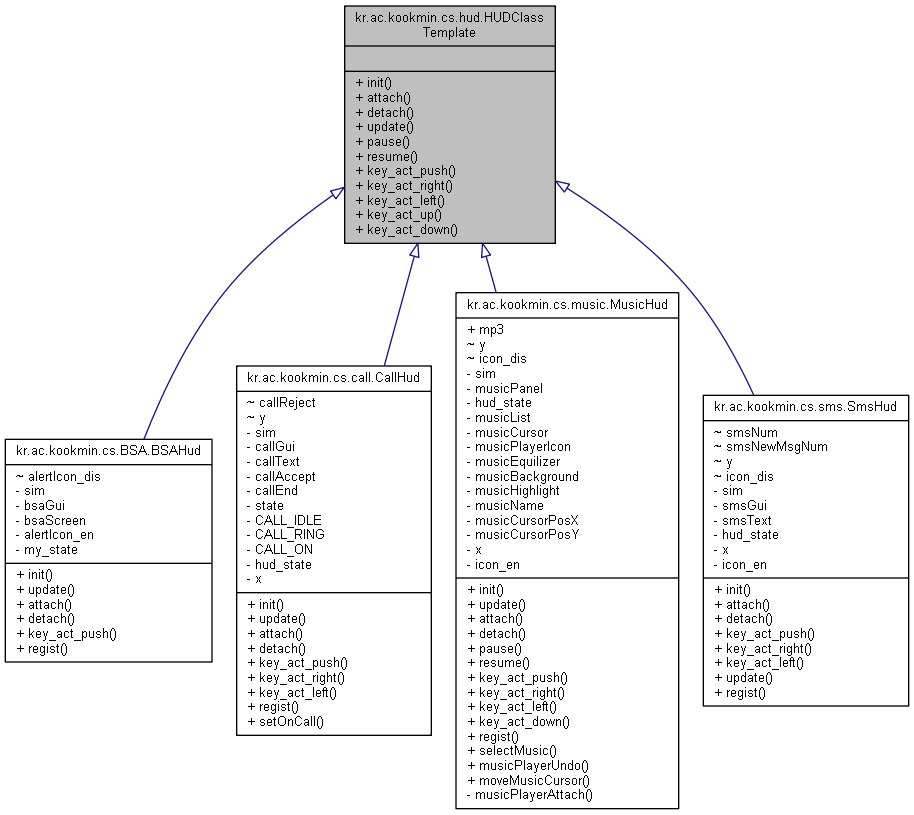 kr.ac.kookmin.cs.hud.HUDClass
Template
+ init()
+ attach()
+ detach()
+ update()
+ pause()
+ resume()
+ key_act_push()
+ key_act_right()
+ key_act_left()
+ key_act_up()
+ key_act_down()
kr.ac.kookmin.cs.BSA.BSAHud
~ alertIcon_dis
- sim
- bsaGui
- bsaScreen
- alertIcon_en
- my_state
+ init()
+ update()
+ attach()
+ detach()
+ key_act_push()
+ regist()
kr.ac.kookmin.cs.call.CallHud
~ callReject
~ y
- sim
- callGui
- callText
- callAccept
- callEnd
- state
- CALL_IDLE
- CALL_RING
- CALL_ON
- hud_state
- x
+ init()
+ update()
+ attach()
+ detach()
+ key_act_push()
+ key_act_right()
+ key_act_left()
+ regist()
+ setOnCall()
kr.ac.kookmin.cs.music.MusicHud
+ mp3
~ y
~ icon_dis
- sim
- musicPanel
- hud_state
- musicList
- musicCursor
- musicPlayerIcon
- musicEquilizer
- musicBackground
- musicHighlight
- musicName
- musicCursorPosX
- musicCursorPosY
- x
- icon_en
+ init()
+ update()
+ attach()
+ detach()
+ pause()
+ resume()
+ key_act_push()
+ key_act_right()
+ key_act_left()
+ key_act_down()
+ regist()
+ selectMusic()
+ musicPlayerUndo()
+ moveMusicCursor()
- musicPlayerAttach()
kr.ac.kookmin.cs.sms.SmsHud
~ smsNum
~ smsNewMsgNum
~ y
~ icon_dis
- sim
- smsGui
- smsText
- hud_state
- x
- icon_en
+ init()
+ attach()
+ detach()
+ key_act_push()
+ key_act_right()
+ key_act_left()
+ update()
+ regist()